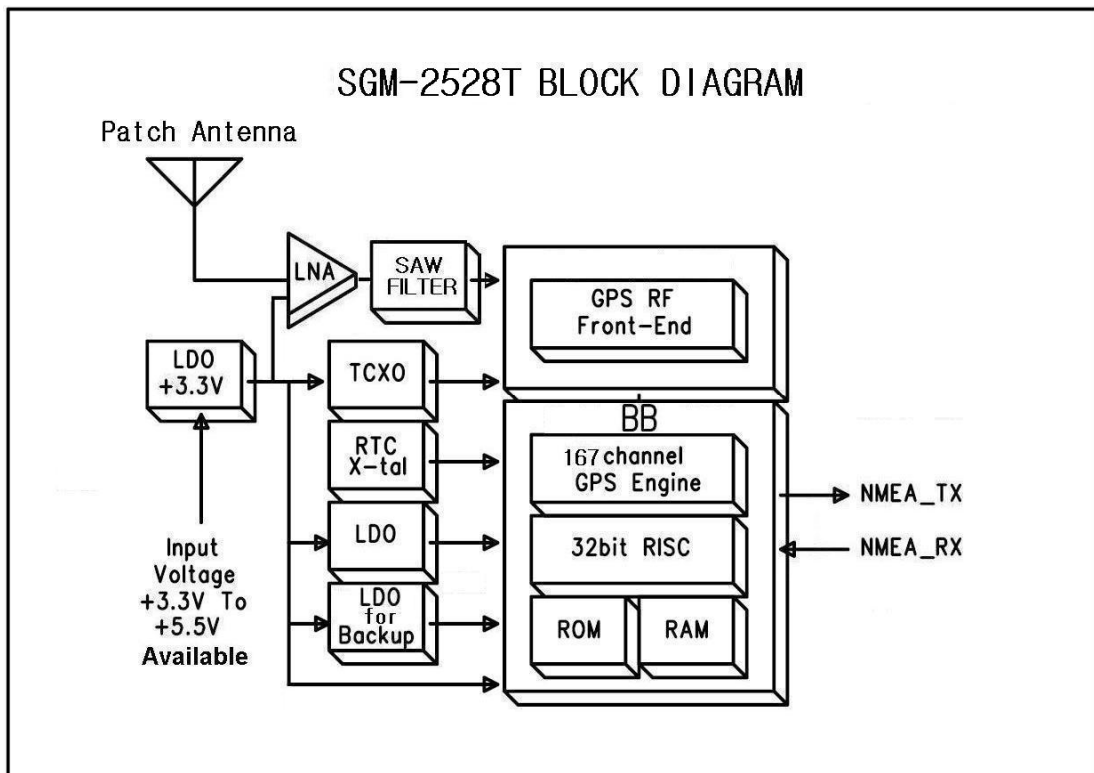 SGM-2528T BLOCK DIAGRAM
Patch Antenna
LNA
SAW
FILTER
GPS RF
Front-End
LDO
+3.3V
TCXO
BB
RTC
X-tal
167 channel
GPS Engine
NMEA_TX
LDO
32bit RISC
NMEA_RX
Input
Voltage
+3.3V To
+5.5V
Available
LDO
for
Backup
ROM
RAM